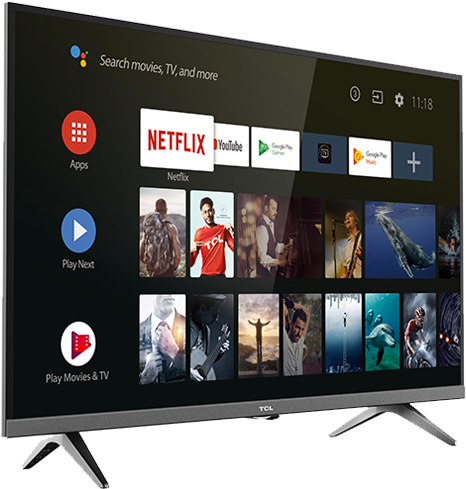 Search movies, TV, and more
3
11:18
NETFLIX
YouTube
Google Play
Games
Google Play
Music
Apps
Netflix
Play Next
TCL
Play Movies & TV
TCL